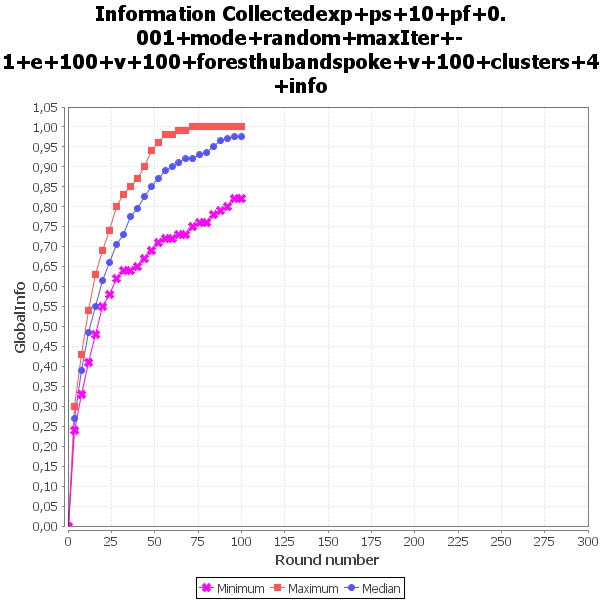 Information Collectedexp+ps+10+pf+0.
001+mode+random+maxIter+-
1+e+100+v+100+foresthubandspoke+v+100+clusters+4
+info
1,05
1,00
0,95
0,90
0,85
0,80
0,75
0,70
0,65
0,60
0,55
0,50
0,45
0,40
0,35
0,30
0,25
0,20
0,15
0,10
0,05
0,00
GlobalInfo
0 25 50 75 100 125 150 175 200 225 250 275 300
Round number
Minimum Maximum Median